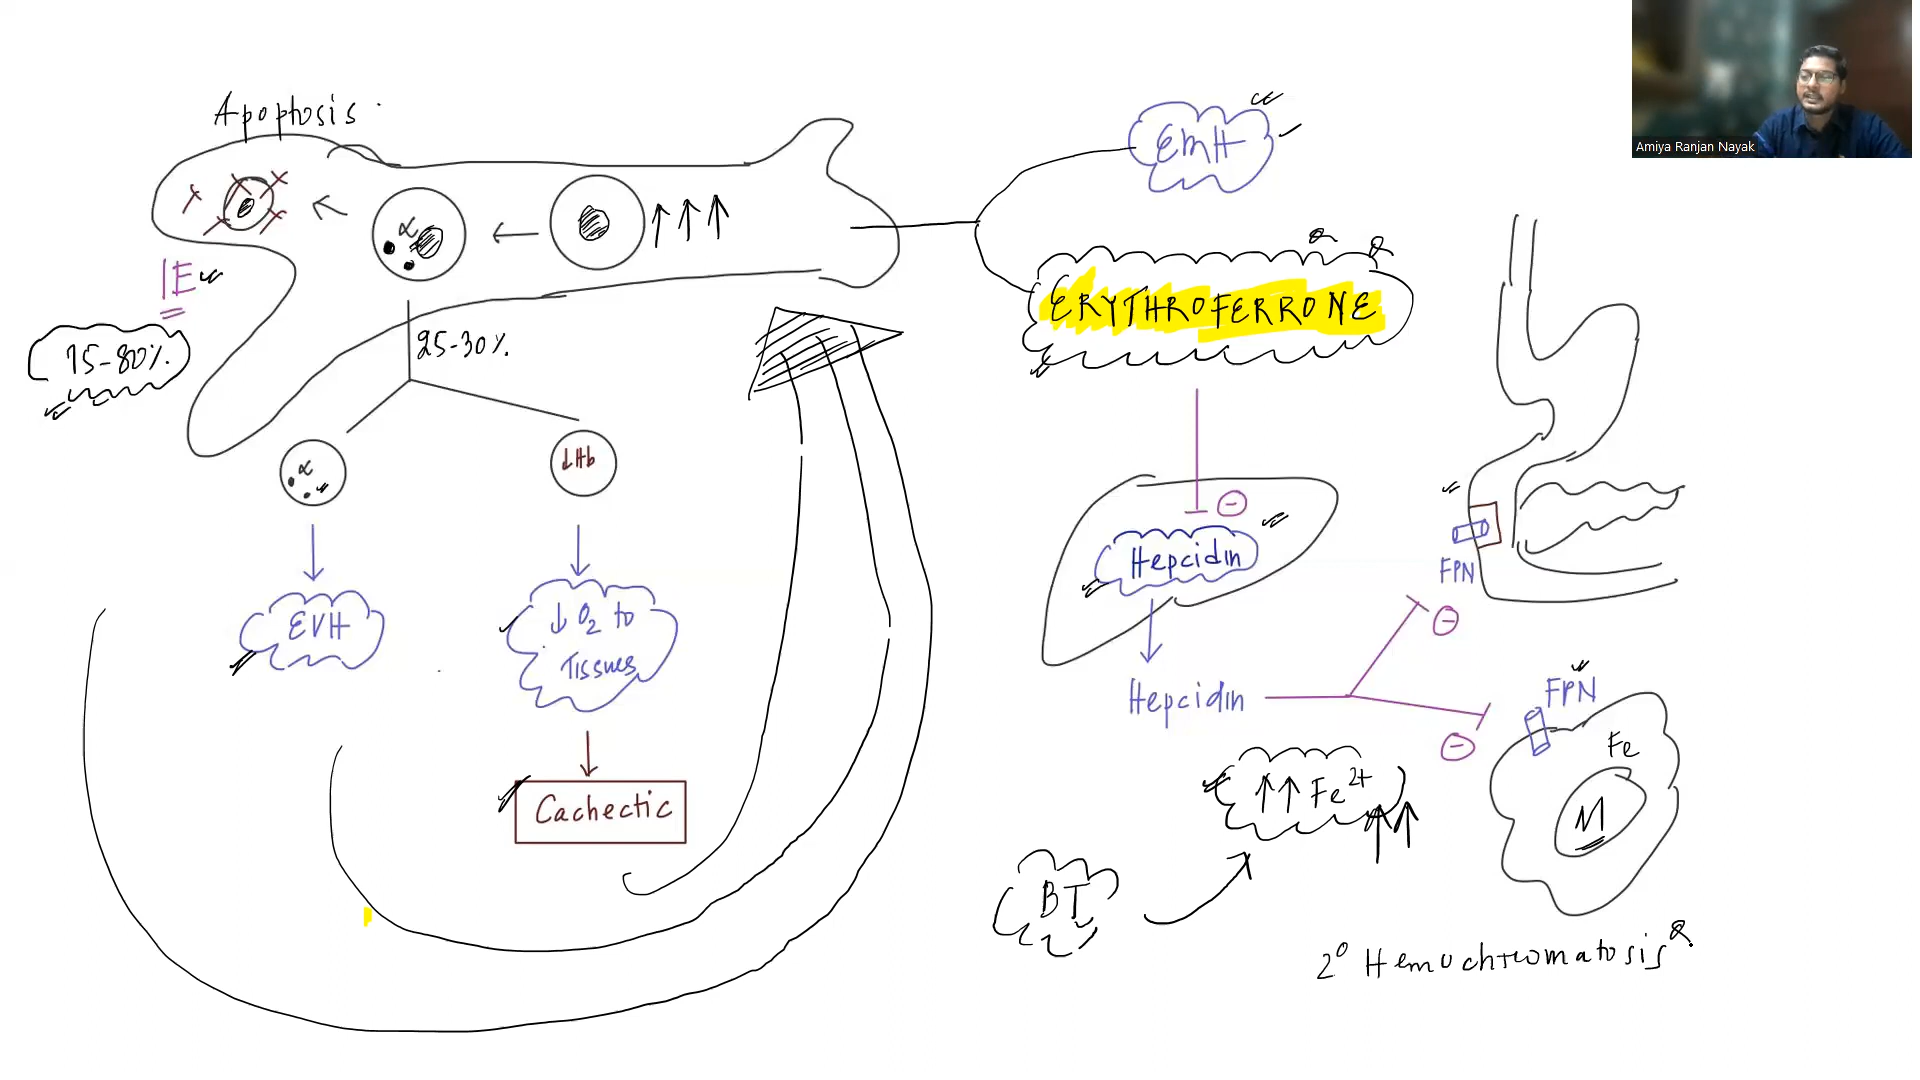 Apoptosis
α
↑↑↑
IE
75-80%
25-30%
α
↓Hb
EVH
↓O2 to
Tissues
Cachectic
EMH
ERYTHROFERRONE
⊖
Hepcidin
Hepcidin
FPN
⊖
⊖
FPN
Fe
M
↑↑ Fe2+
↑↑
BT
2° Hemochromatosis
Amiya Ranjan Nayak